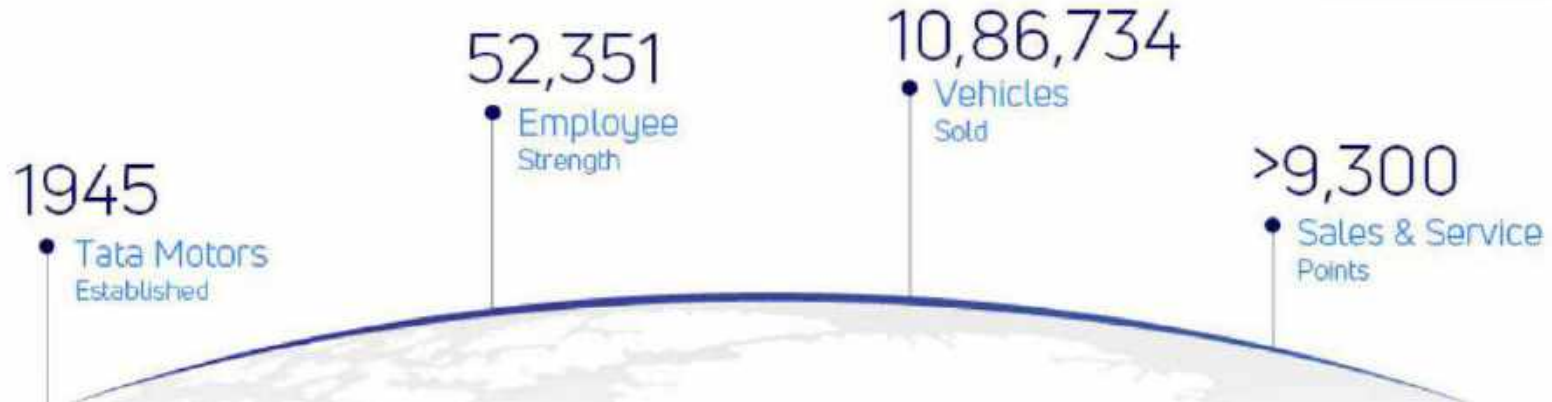 1945
Tata Motors
Established
52,351
Employee
Strength
10,86,734
Vehicles
Sold
>9,300
Sales & Service
Points